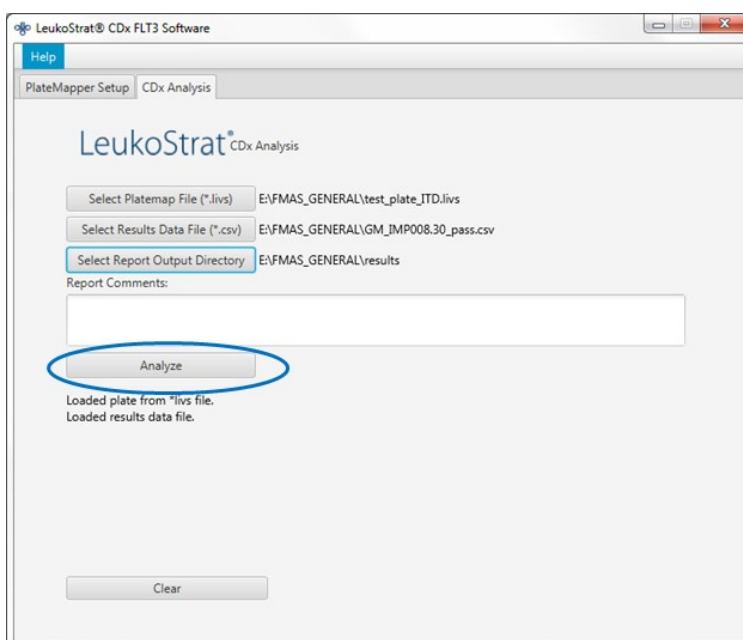 LeukoStrat® CDx FLT3 Software
Help
PlateMapper Setup CDx Analysis
LeukoStrat® CDx Analysis
Select Platemap File (*.livs) E:\FMAS_GENERAL\test_plate_ITD.livs
Select Results Data File (*.csv) E:\FMAS_GENERAL\GM_IMP008.30_pass.csv
Select Report Output Directory E:\FMAS_GENERAL\results
Report Comments:
Analyze
Loaded plate from *livs file.
Loaded results data file.
Clear